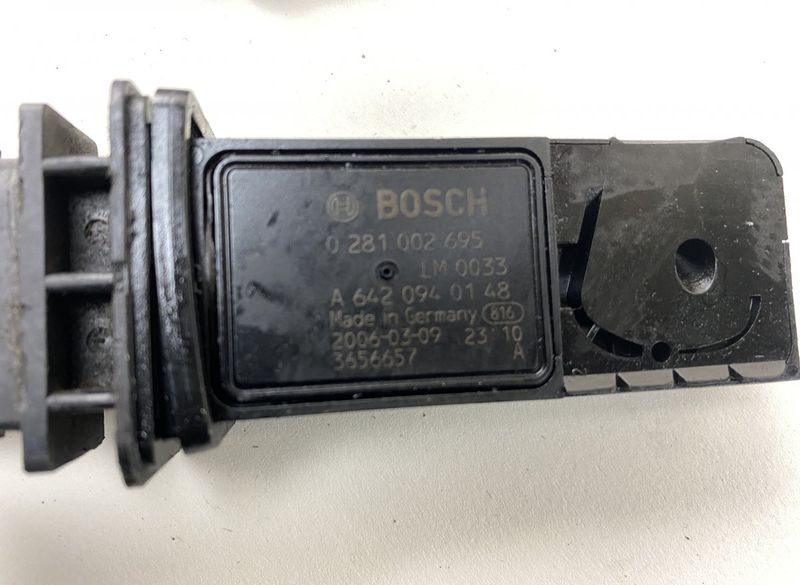 BOSCH
0 281 002 695
LM 0033
A 642 094 01 48
Made in Germany 816
2006-03-09 23 10
3656657 A